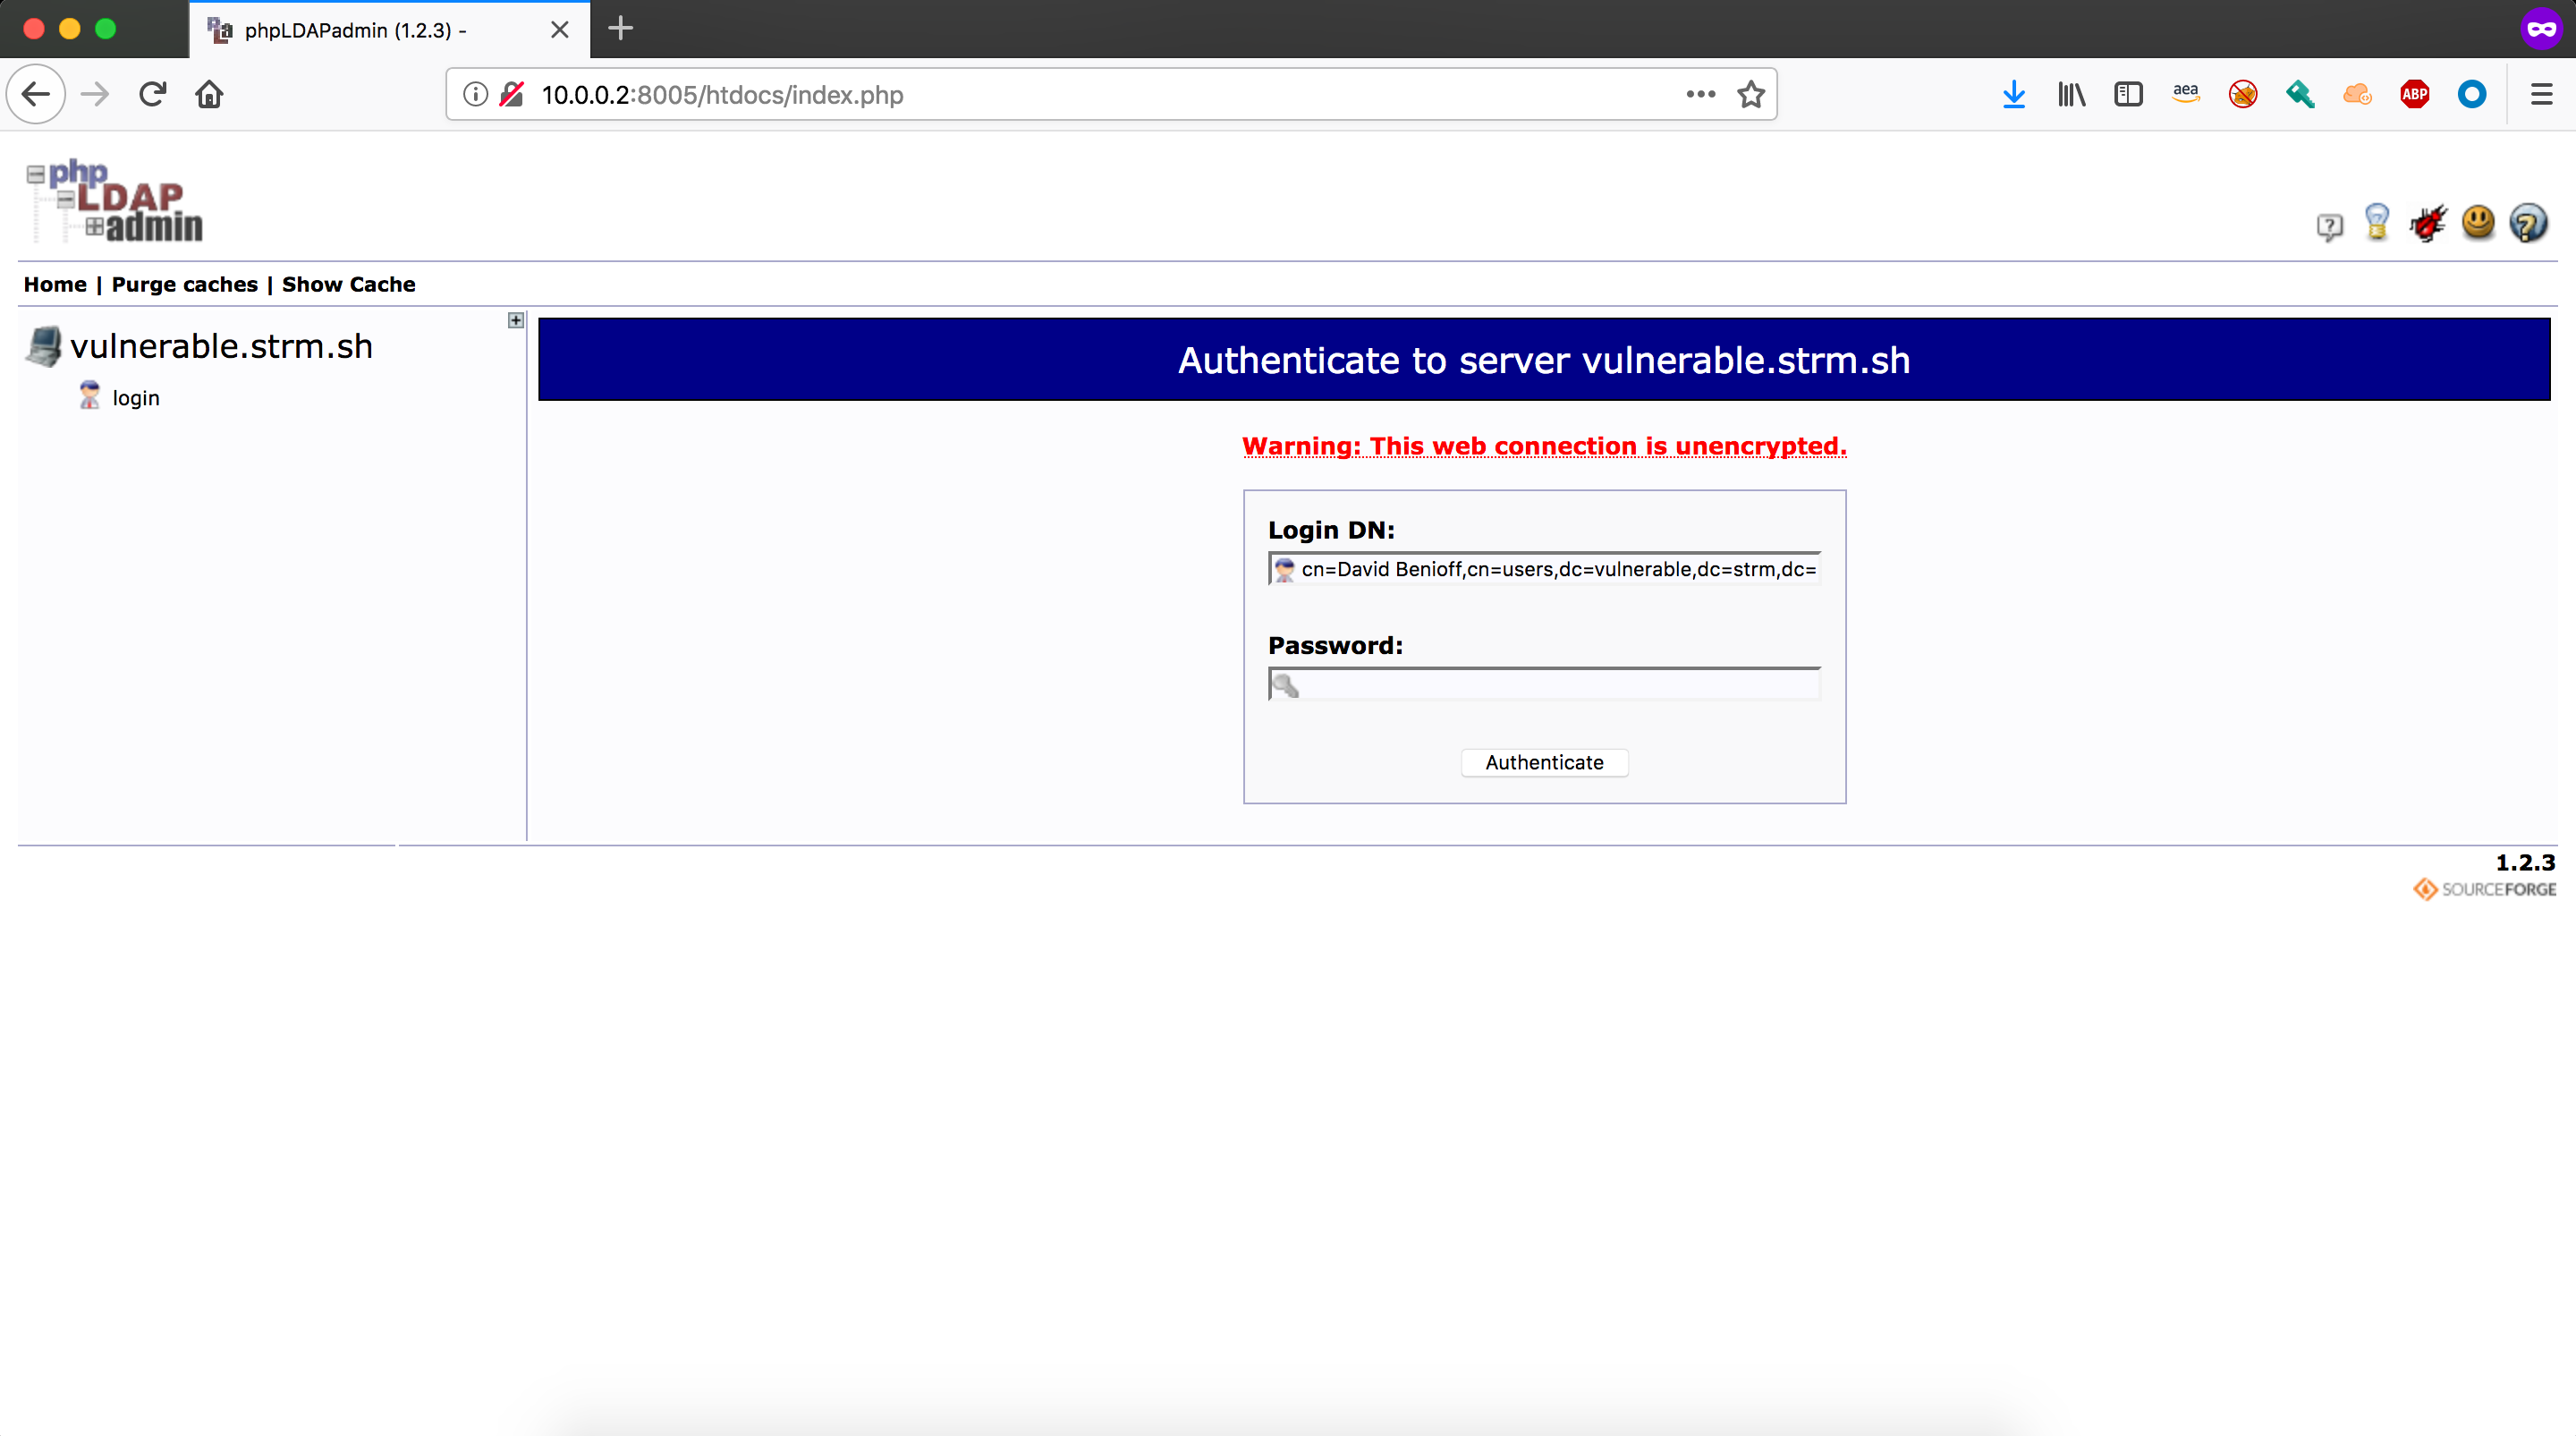 phpLDAPadmin (1.2.3) -
10.0.0.2:8005/htdocs/index.php
aea
ABP
php
LDAP
admin
Home | Purge caches | Show Cache
vulnerable.strm.sh
login
Authenticate to server vulnerable.strm.sh
Warning: This web connection is unencrypted.
Login DN:
cn=David Benioff,cn=users,dc=vulnerable,dc=strm,dc=
Password:
Authenticate
1.2.3
SOURCEFORGE